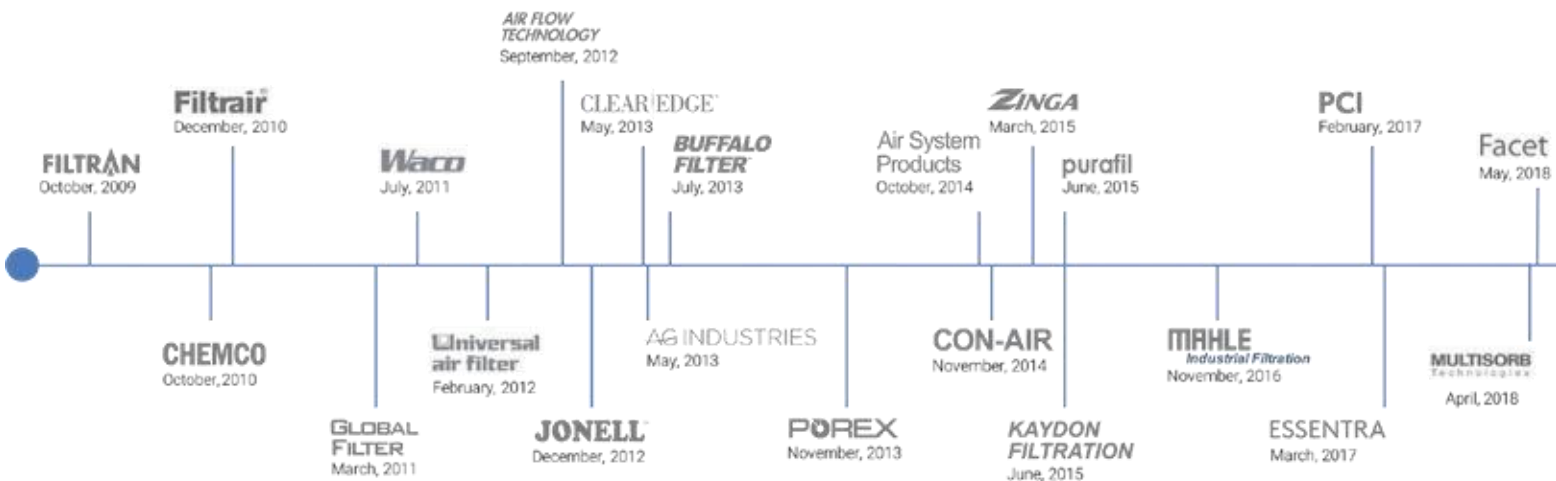 FILTRAN
October, 2009
CHEMCO
October, 2010
Filtrair
December, 2010
GLOBAL
FILTER
March, 2011
Waco
July, 2011
Universal
air filter
February, 2012
AIR FLOW
TECHNOLOGY
September, 2012
JONELL
December, 2012
CLEAR EDGE
May, 2013
AG INDUSTRIES
May, 2013
BUFFALO
FILTER
July, 2013
POREX
November, 2013
Air System
Products
October, 2014
CON-AIR
November, 2014
ZINGA
March, 2015
purafil
June, 2015
KAYDON
FILTRATION
June, 2015
MAHLE
Industrial Filtration
November, 2016
PCI
February, 2017
ESSENTRA
March, 2017
MULTISORB
Technologies
April, 2018
Facet
May, 2018